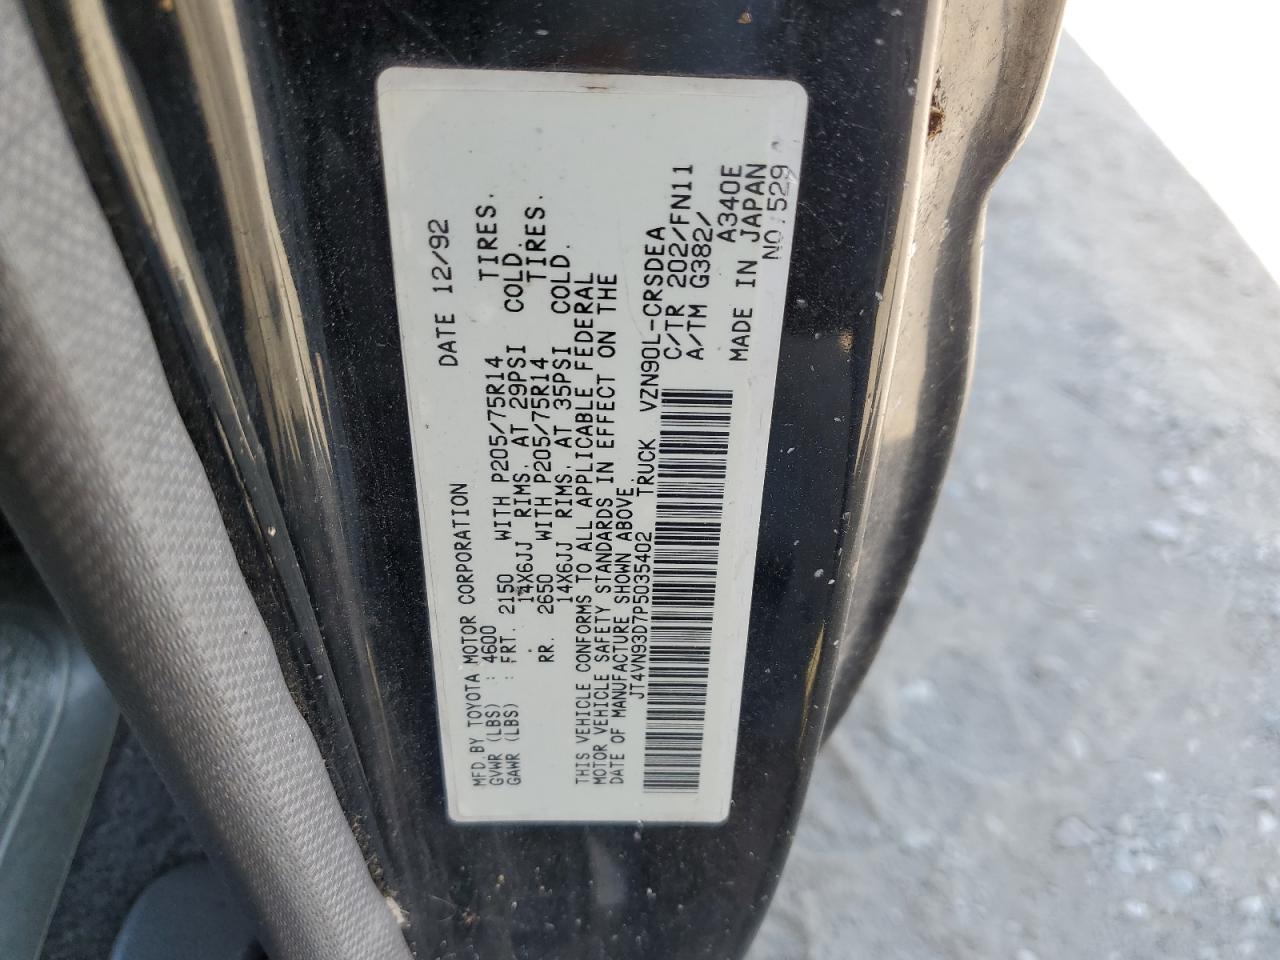 DATE 12/92
MFD. BY TOYOTA MOTOR CORPORATION
GVWR (LBS) : 4600
GAWR (LBS) : FRT. 2150 WITH P205/75R14 TIRES.
14X6JJ RIMS, AT 29PSI COLD.
RR. 2650 WITH P205/75R14 TIRES.
14X6JJ RIMS, AT 35PSI COLD.
THIS VEHICLE CONFORMS TO ALL APPLICABLE FEDERAL
MOTOR VEHICLE SAFETY STANDARDS IN EFFECT ON THE
DATE OF MANUFACTURE SHOWN ABOVE.
JT4VN93D7P5035402 TRUCK VZN90L-CRSDEA
C/TR 202/FN11
A/TM G382/
A340E
MADE IN JAPAN
NO.529